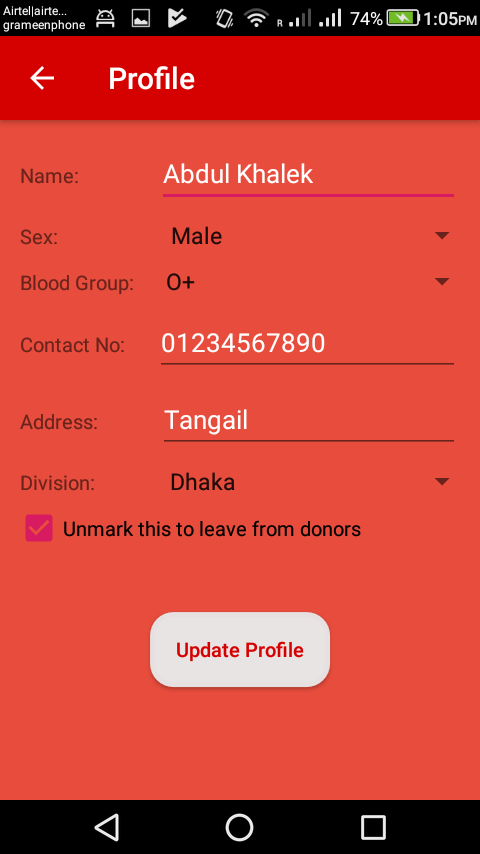 Airtel|airte...
grameenphone
R
74%
1:05PM
Profile
Name: Abdul Khalek
Sex: Male
Blood Group: O+
Contact No: 01234567890
Address: Tangail
Division: Dhaka
Unmark this to leave from donors
Update Profile